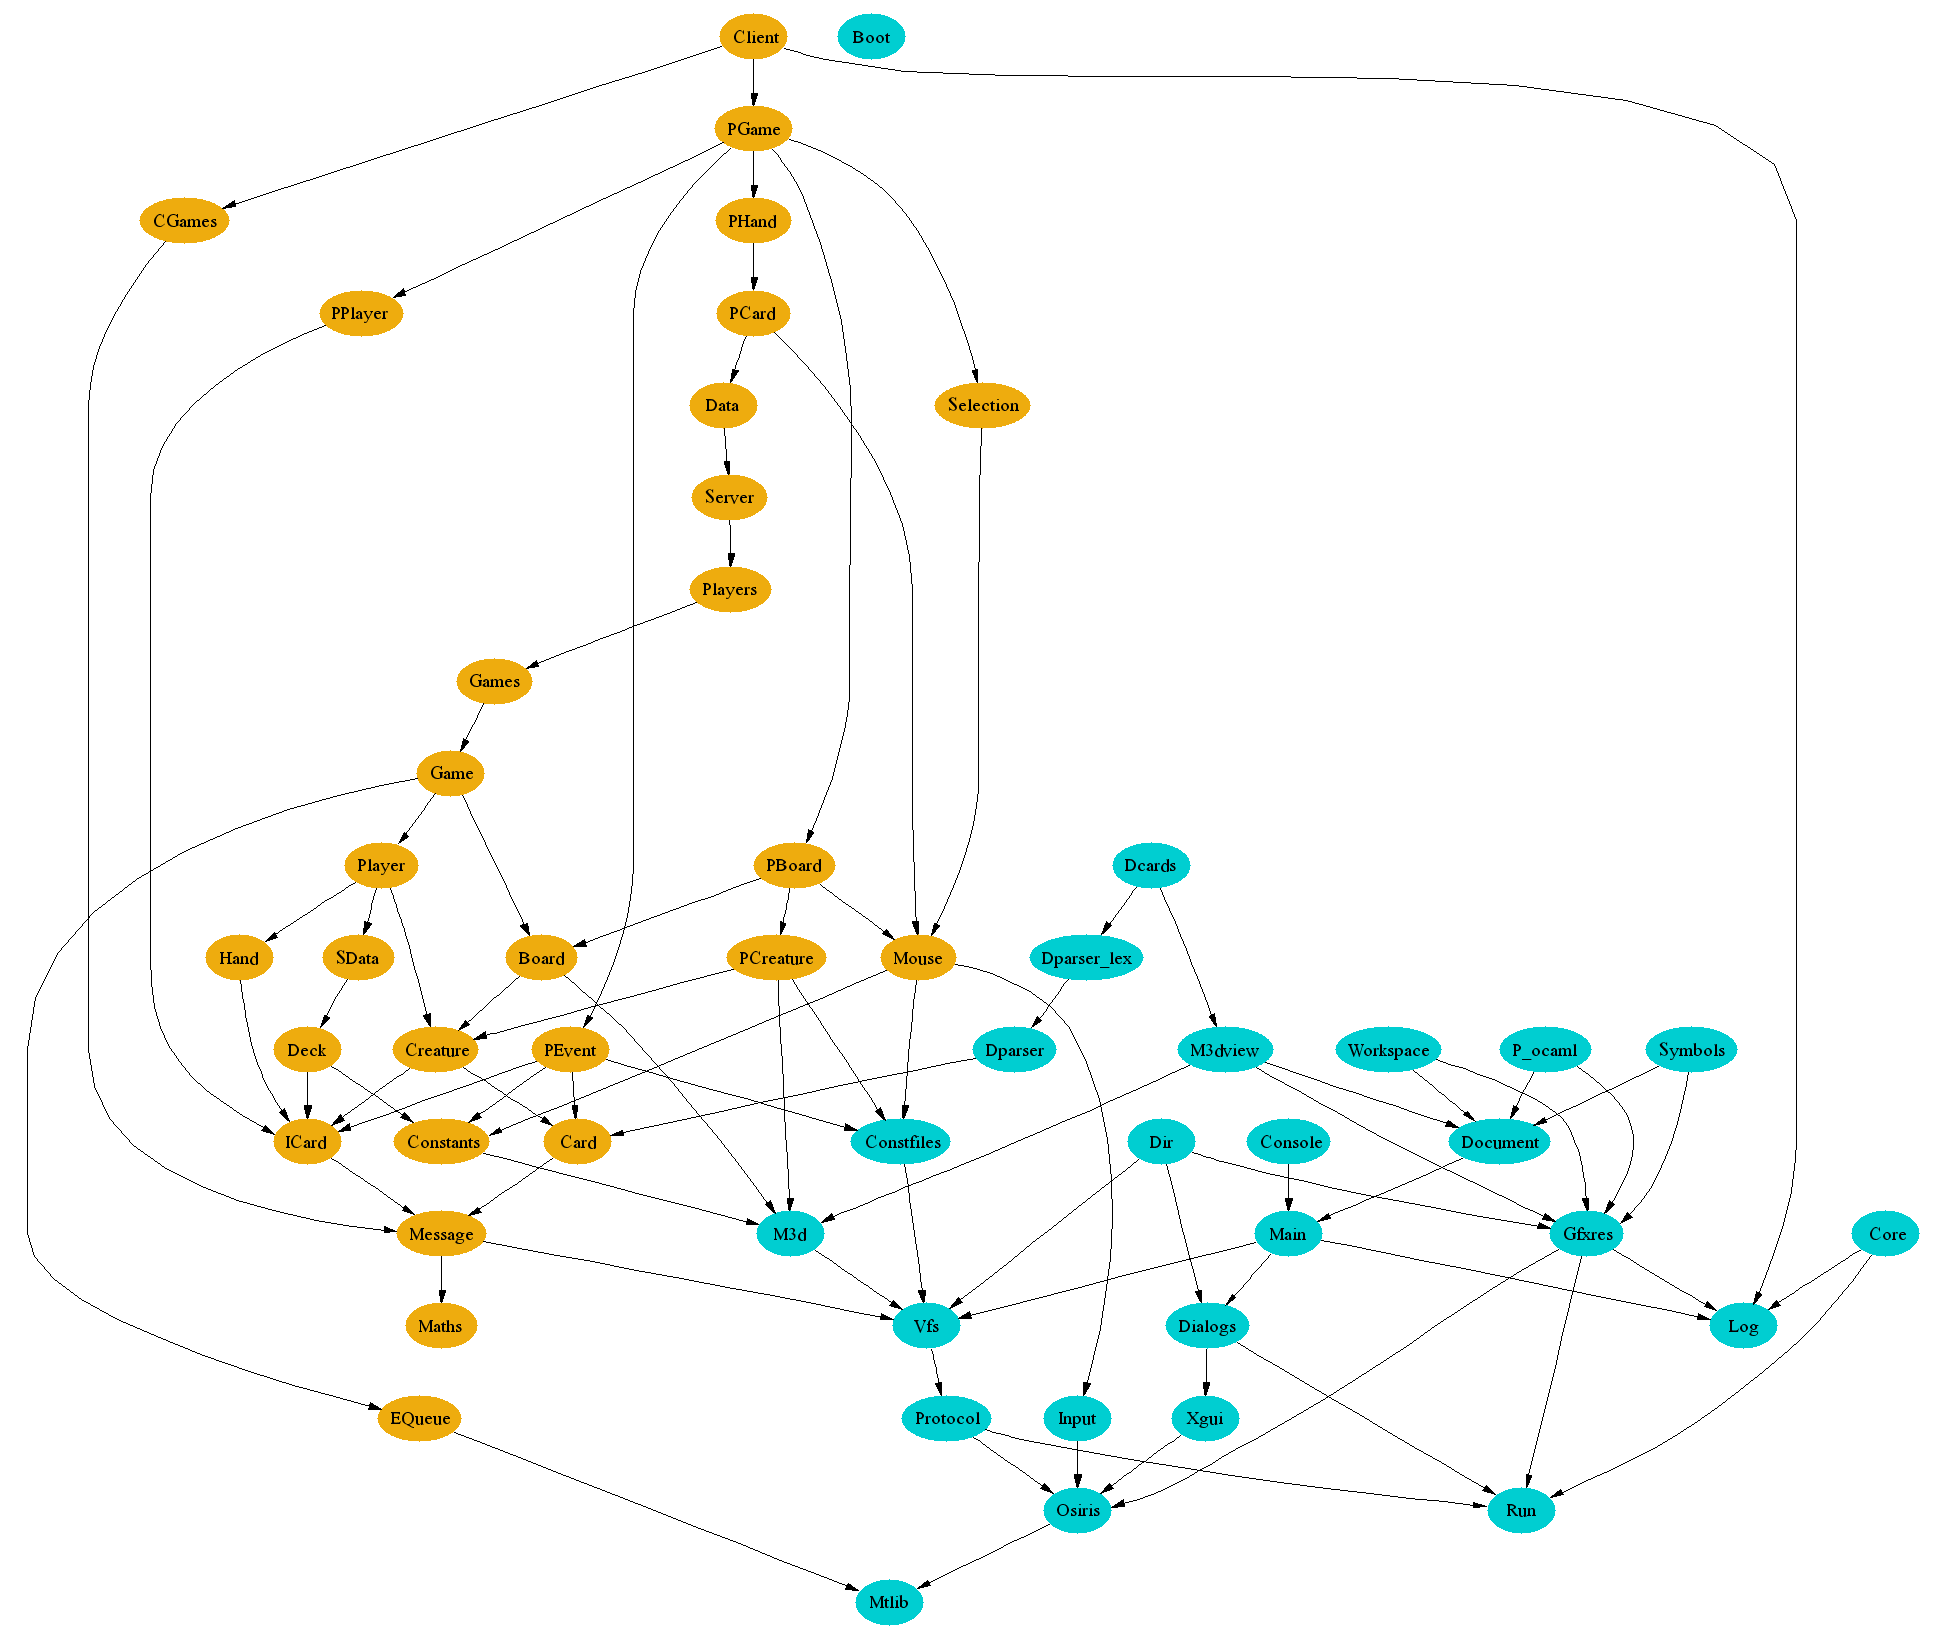 Client
Boot
PGame
CGames
PHand
PPlayer
PCard
Data
Selection
Server
Players
Games
Game
Player
PBoard
Dcards
Hand
SData
Board
PCreature
Mouse
Dparser_lex
Deck
Creature
PEvent
Dparser
M3dview
Workspace
P_ocaml
Symbols
ICard
Constants
Card
Constfiles
Dir
Console
Document
Message
M3d
Main
Gfxres
Core
Maths
Vfs
Dialogs
Log
EQueue
Protocol
Input
Xgui
Osiris
Run
Mtlib